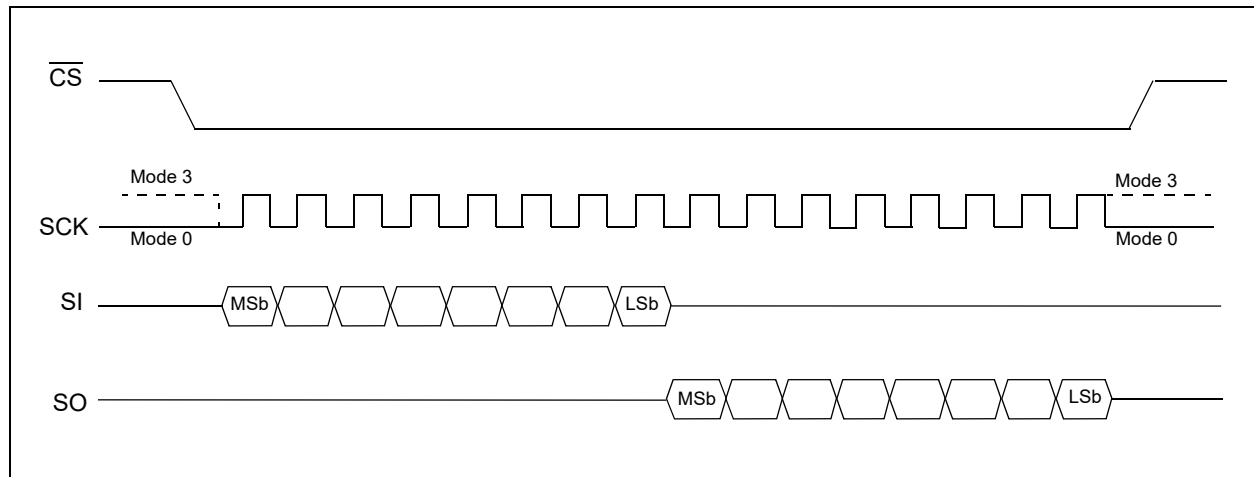 CS
Mode 3
Mode 3
SCK
Mode 0
Mode 0
SI
MSb
LSb
SO
MSb
LSb